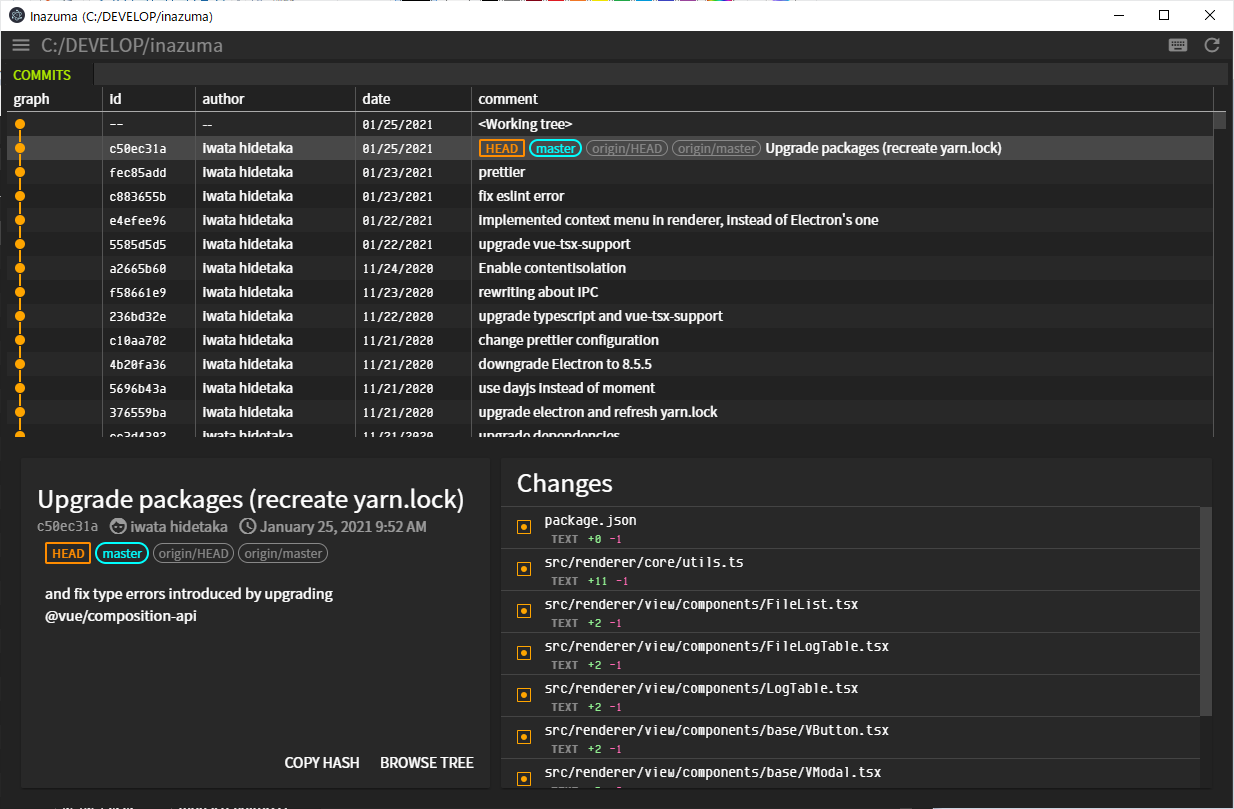 Inazuma (C:/DEVELOP/inazuma)
C:/DEVELOP/inazuma
COMMITS
graph id author date comment
-- -- 01/25/2021 <Working tree>
c50ec31a iwata hidetaka 01/25/2021 HEAD master origin/HEAD origin/master Upgrade packages (recreate yarn.lock)
fec85add iwata hidetaka 01/23/2021 prettier
c883655b iwata hidetaka 01/23/2021 fix eslint error
e4efee96 iwata hidetaka 01/22/2021 Implemented context menu in renderer, instead of Electron's one
5585d5d5 iwata hidetaka 01/22/2021 upgrade vue-tsx-support
a2665b60 iwata hidetaka 11/24/2020 Enable contentIsolation
f58661e9 iwata hidetaka 11/23/2020 rewriting about IPC
236bd32e iwata hidetaka 11/22/2020 upgrade typescript and vue-tsx-support
c10aa702 iwata hidetaka 11/21/2020 change prettier configuration
4b20fa36 iwata hidetaka 11/21/2020 downgrade Electron to 8.5.5
5696b43a iwata hidetaka 11/21/2020 use dayjs instead of moment
376559ba iwata hidetaka 11/21/2020 upgrade electron and refresh yarn.lock
iwata hidetaka 11/21/2020 upgrade dependencies
Upgrade packages (recreate yarn.lock)
c50ec31a iwata hidetaka January 25, 2021 9:52 AM
HEAD master origin/HEAD origin/master
and fix type errors introduced by upgrading
@vue/composition-api
COPY HASH BROWSE TREE
Changes
package.json
TEXT +0 -1
src/renderer/core/utils.ts
TEXT +11 -1
src/renderer/view/components/FileList.tsx
TEXT +2 -1
src/renderer/view/components/FileLogTable.tsx
TEXT +2 -1
src/renderer/view/components/LogTable.tsx
TEXT +2 -1
src/renderer/view/components/base/VButton.tsx
TEXT +2 -1
src/renderer/view/components/base/VModal.tsx